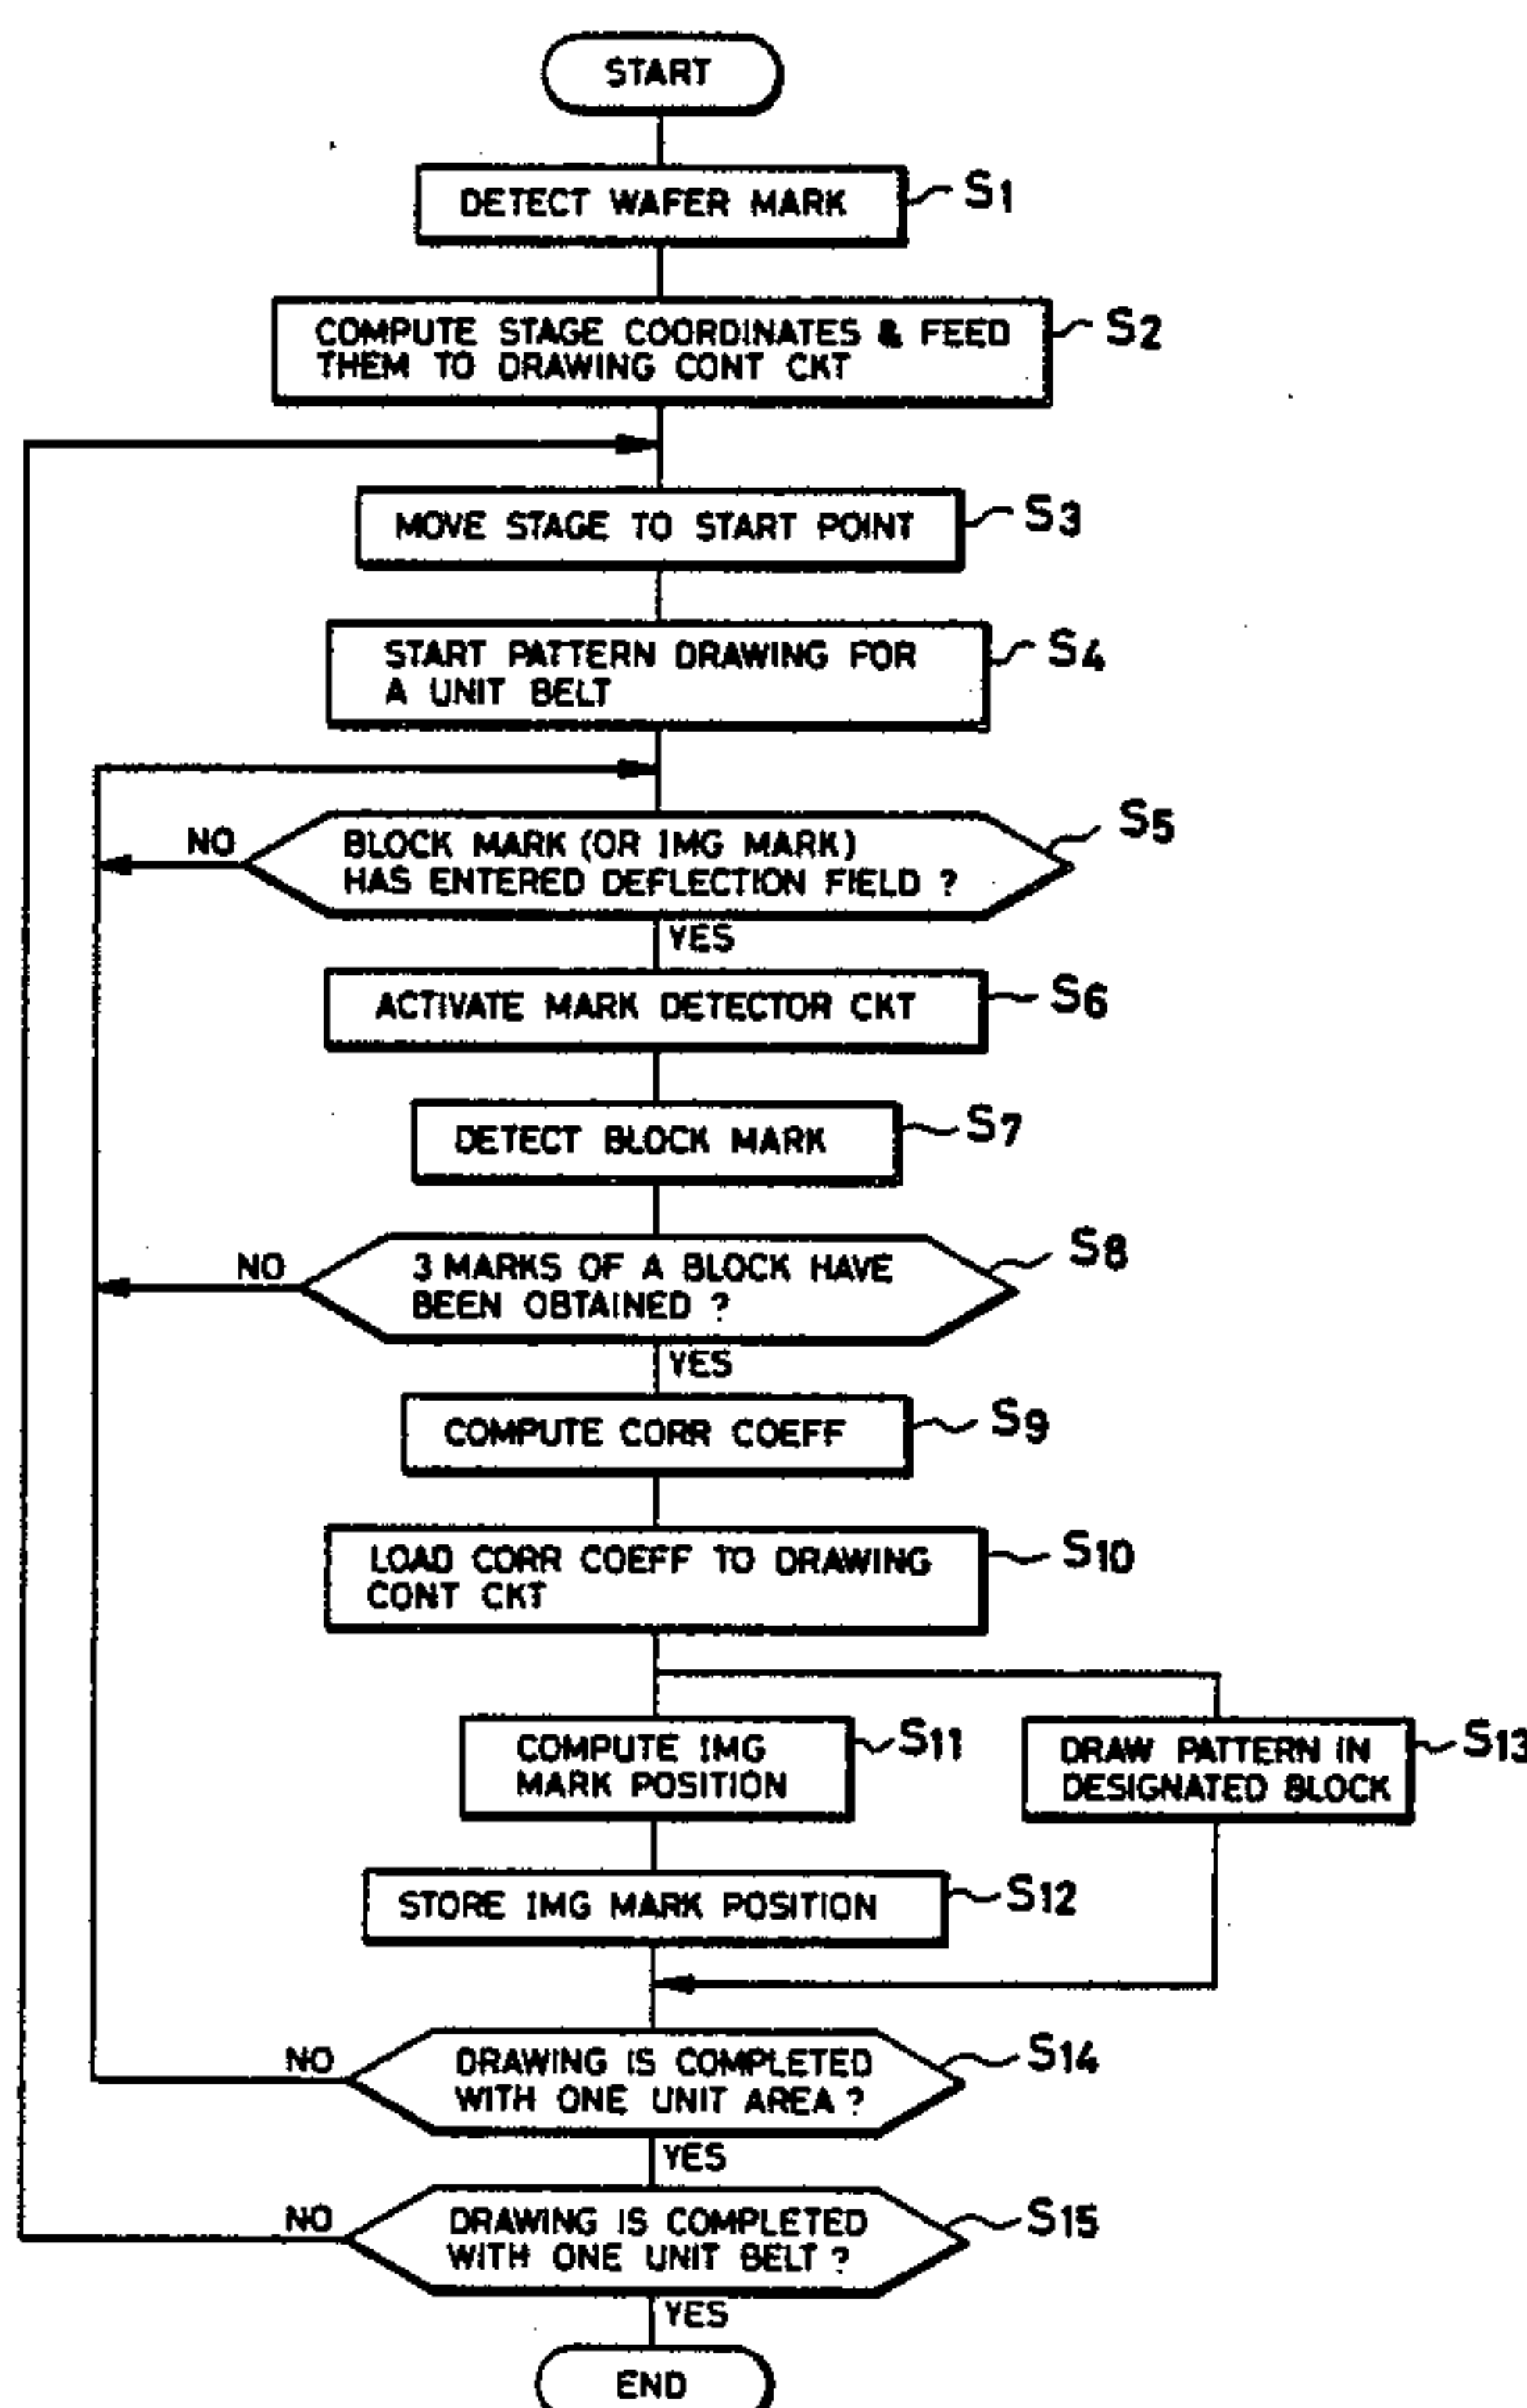 START
DETECT WAFER MARK
S1
COMPUTE STAGE COORDINATES & FEED
THEM TO DRAWING CONT CKT
S2
MOVE STAGE TO START POINT
S3
START PATTERN DRAWING FOR
A UNIT BELT
S4
BLOCK MARK (OR IMG MARK)
HAS ENTERED DEFLECTION FIELD ?
S5
NO
YES
ACTIVATE MARK DETECTOR CKT
S6
DETECT BLOCK MARK
S7
3 MARKS OF A BLOCK HAVE
BEEN OBTAINED ?
S8
NO
YES
COMPUTE CORR COEFF
S9
LOAD CORR COEFF TO DRAWING
CONT CKT
S10
COMPUTE IMG
MARK POSITION
S11
DRAW PATTERN IN
DESIGNATED BLOCK
S13
STORE IMG MARK POSITION
S12
DRAWING IS COMPLETED
WITH ONE UNIT AREA ?
S14
NO
YES
DRAWING IS COMPLETED
WITH ONE UNIT BELT ?
S15
NO
YES
END